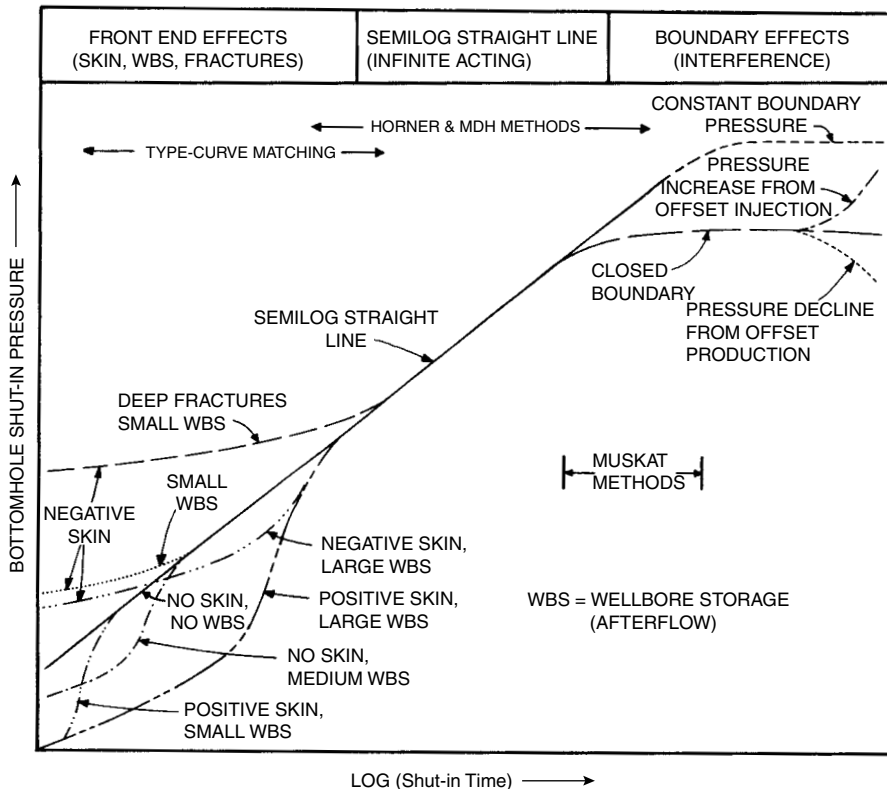 FRONT END EFFECTS
(SKIN, WBS, FRACTURES)
SEMILOG STRAIGHT LINE
(INFINITE ACTING)
BOUNDARY EFFECTS
(INTERFERENCE)
CONSTANT BOUNDARY
PRESSURE
HORNER & MDH METHODS
TYPE-CURVE MATCHING
PRESSURE
INCREASE FROM
OFFSET INJECTION
CLOSED
BOUNDARY
PRESSURE DECLINE
FROM OFFSET
PRODUCTION
SEMILOG STRAIGHT
LINE
DEEP FRACTURES
SMALL WBS
MUSKAT
METHODS
SMALL
WBS
NEGATIVE
SKIN
NEGATIVE SKIN,
LARGE WBS
NO SKIN,
NO WBS
POSITIVE SKIN,
LARGE WBS
WBS = WELLBORE STORAGE
(AFTERFLOW)
NO SKIN,
MEDIUM WBS
POSITIVE SKIN,
SMALL WBS
BOTTOMHOLE SHUT-IN PRESSURE
LOG (Shut-in Time)